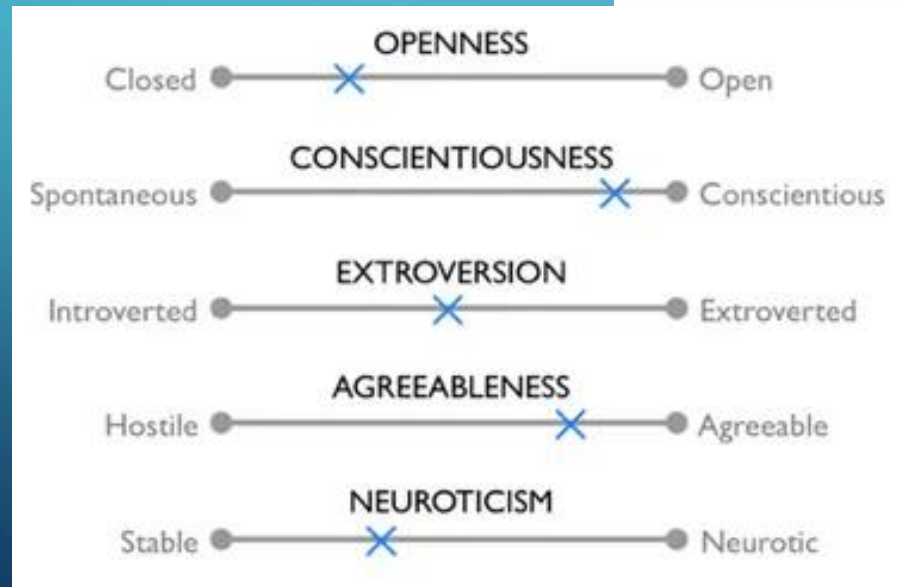 OPENNESS
Closed Open
CONSCIENTIOUSNESS
Spontaneous Conscientious
EXTROVERSION
Introverted Extroverted
AGREEABLENESS
Hostile Agreeable
NEUROTICISM
Stable Neurotic